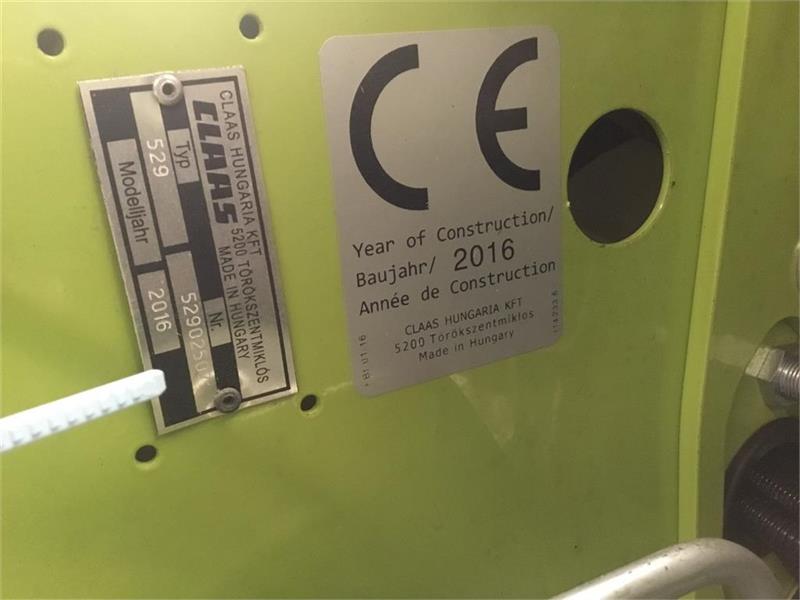 CLAAS HUNGARIA KFT
5200 TÖRÖKSZENTMIKLÓS
MADE IN HUNGARY
CLAAS
Typ
529
Nr.
Modelljahr
2016
CE
Year of Construction/
Baujahr/ 2016
Année de Construction
CLAAS HUNGARIA KFT
5200 Törökszentmiklos
Made in Hungary